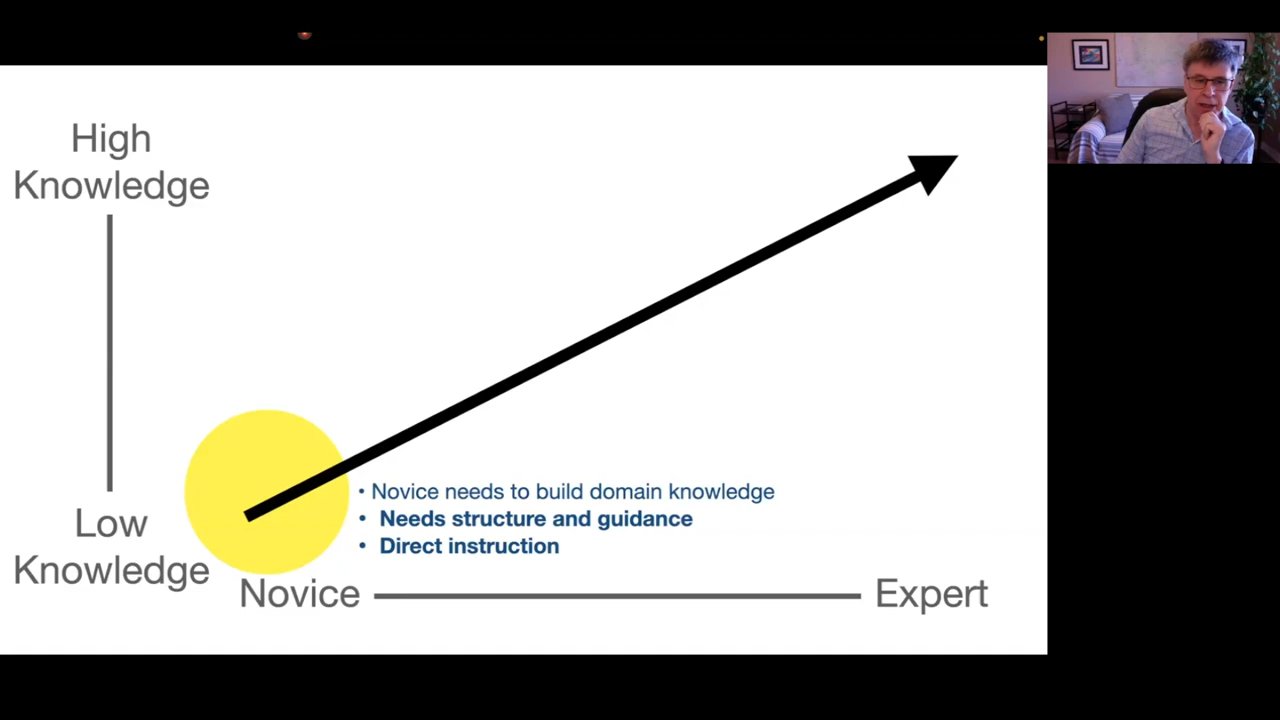 High
Knowledge
• Novice needs to build domain knowledge
• Needs structure and guidance
• Direct instruction
Low
Knowledge
Novice
Expert